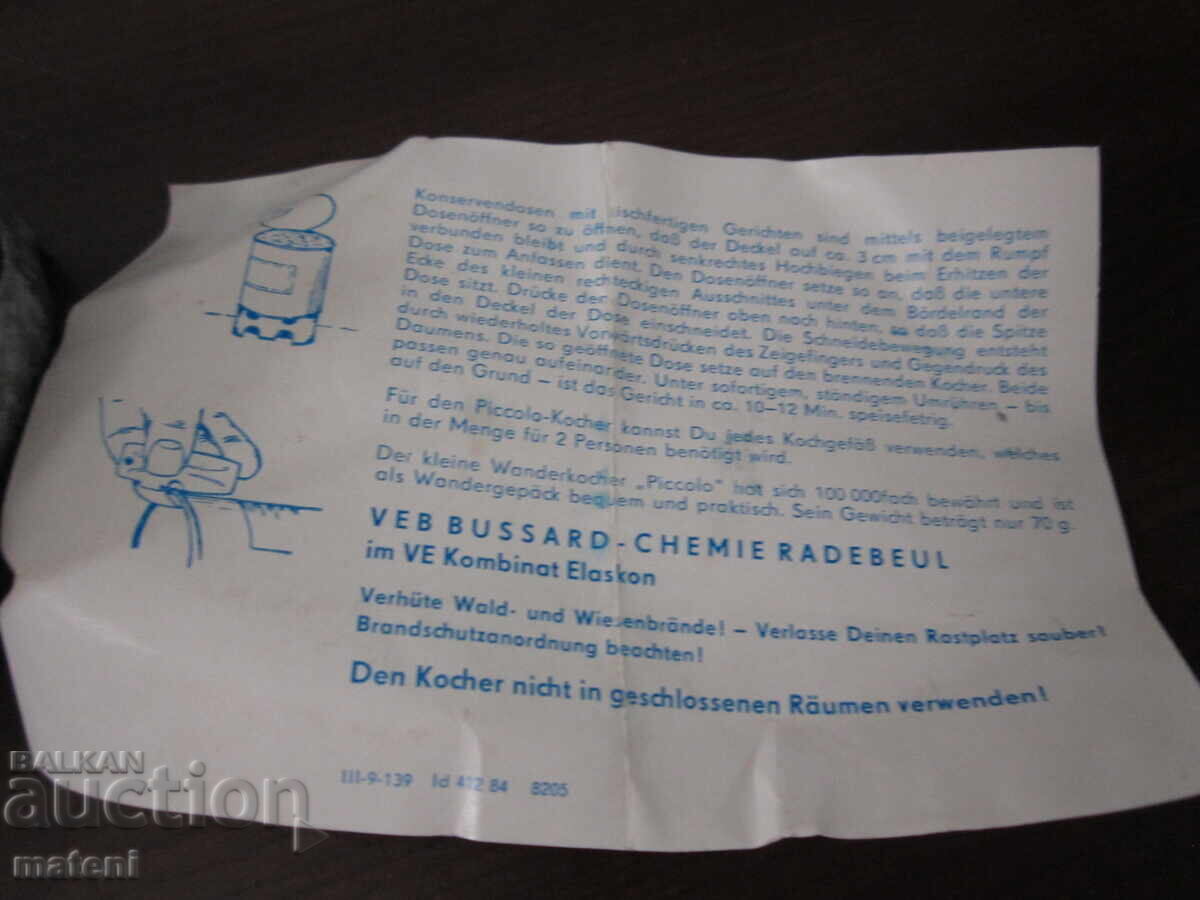 Konservendosen mit tischfertigen Gerichten sind mittels beigelegtem
Dosenöffner so zu öffnen, daß der Deckel auf ca. 3 cm mit dem Rumpf
verbunden bleibt und durch senkrechtes Hochbiegen beim Erhitzen der
Dose zum Anfassen dient. Den Dosenöffner setze so an, daß die untere
Ecke des kleinen rechteckigen Ausschnittes unter dem Bördelrand der
Dose sitzt. Drücke der Dosenöffner oben nach hinten, so daß die Spitze
in den Deckel der Dose einschneidet. Die Schneidebewegung entsteht
durch wiederholtes Vorwärtsdrücken des Zeigefingers und Gegendruck des
Daumens. Die so geöffnete Dose setze auf den brennenden Kocher. Beide
passen genau aufeinander. Unter sofortigem, ständigem Umrühren – bis
auf den Grund – ist das Gericht in ca. 10–12 Min. speisefertig.
Für den Piccolo-Kocher kannst Du jedes Kochgefäß verwenden, welches
in der Menge für 2 Personen benötigt wird.
Der kleine Wanderkocher „Piccolo" hat sich 100 000fach bewährt und ist
als Wandergepäck bequem und praktisch. Sein Gewicht beträgt nur 70 g.
VEB BUSSARD-CHEMIE RADEBEUL
im VE Kombinat Elaskon
Verhüte Wald- und Wiesenbrände! – Verlasse Deinen Rastplatz sauber!
Brandschutzanordnung beachten!
Den Kocher nicht in geschlossenen Räumen verwenden!
III-9-139 Id 84 8205
BALKAN
auction
mateni